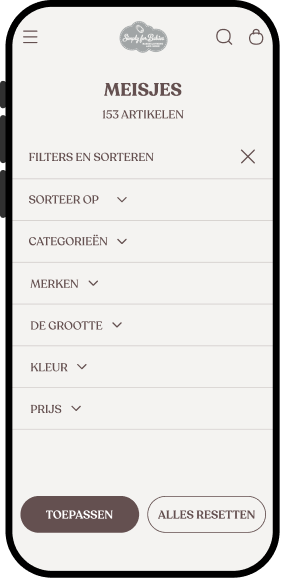 Simply for Babies
MEISJES
153 ARTIKELEN
FILTERS EN SORTEREN
SORTEER OP
CATEGORIEËN
MERKEN
DE GROOTTE
KLEUR
PRIJS
TOEPASSEN
ALLES RESETTEN